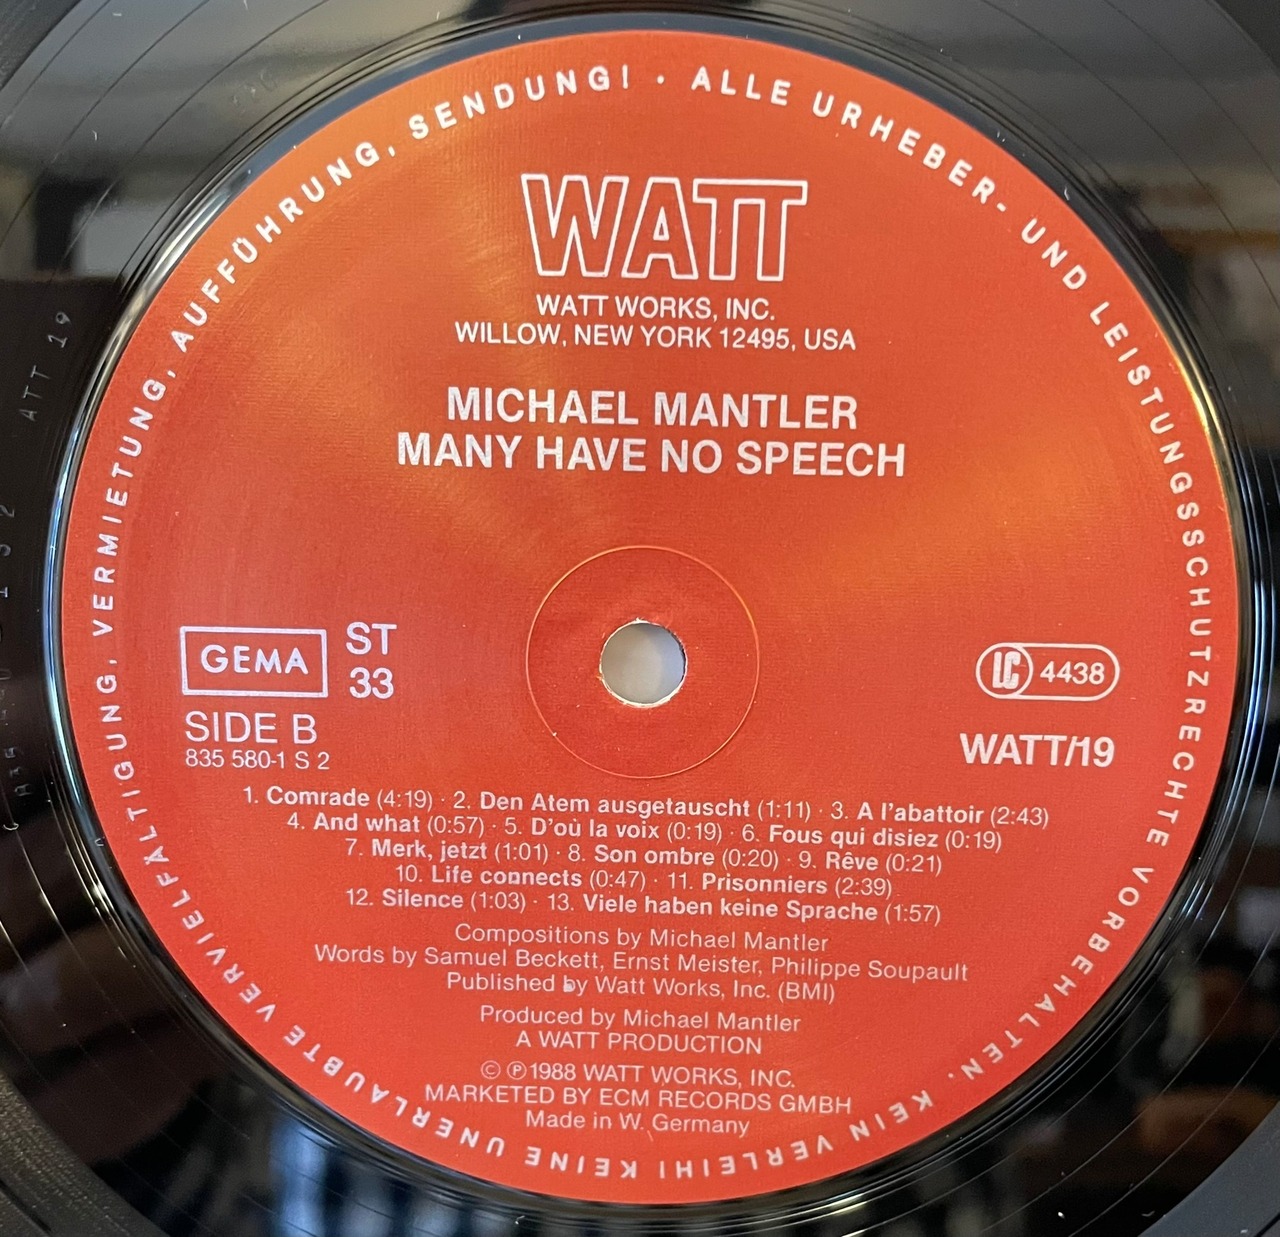 ALLE URHEBER- UND LEISTUNGSSCHUTZRECHTE VORBEHALTEN. KEIN VERLEIH! KEINE UNERLAUBTE VERVIELFÄLTIGUNG, VERMIETUNG, AUFFÜHRUNG, SENDUNG! ·
WATT
WATT WORKS, INC.
WILLOW, NEW YORK 12495, USA
MICHAEL MANTLER
MANY HAVE NO SPEECH
GEMA
ST
33
LC 4438
SIDE B
835 580-1 S 2
WATT/19
1. Comrade (4:19) · 2. Den Atem ausgetauscht (1:11) · 3. A l'abattoir (2:43)
4. And what (0:57) · 5. D'où la voix (0:19) · 6. Fous qui disiez (0:19)
7. Merk, jetzt (1:01) · 8. Son ombre (0:20) · 9. Rêve (0:21)
10. Life connects (0:47) · 11. Prisonniers (2:39)
12. Silence (1:03) · 13. Viele haben keine Sprache (1:57)
Compositions by Michael Mantler
Words by Samuel Beckett, Ernst Meister, Philippe Soupault
Published by Watt Works, Inc. (BMI)
Produced by Michael Mantler
A WATT PRODUCTION
© ℗ 1988 WATT WORKS, INC.
MARKETED BY ECM RECORDS GMBH
Made in W. Germany
ATT 19